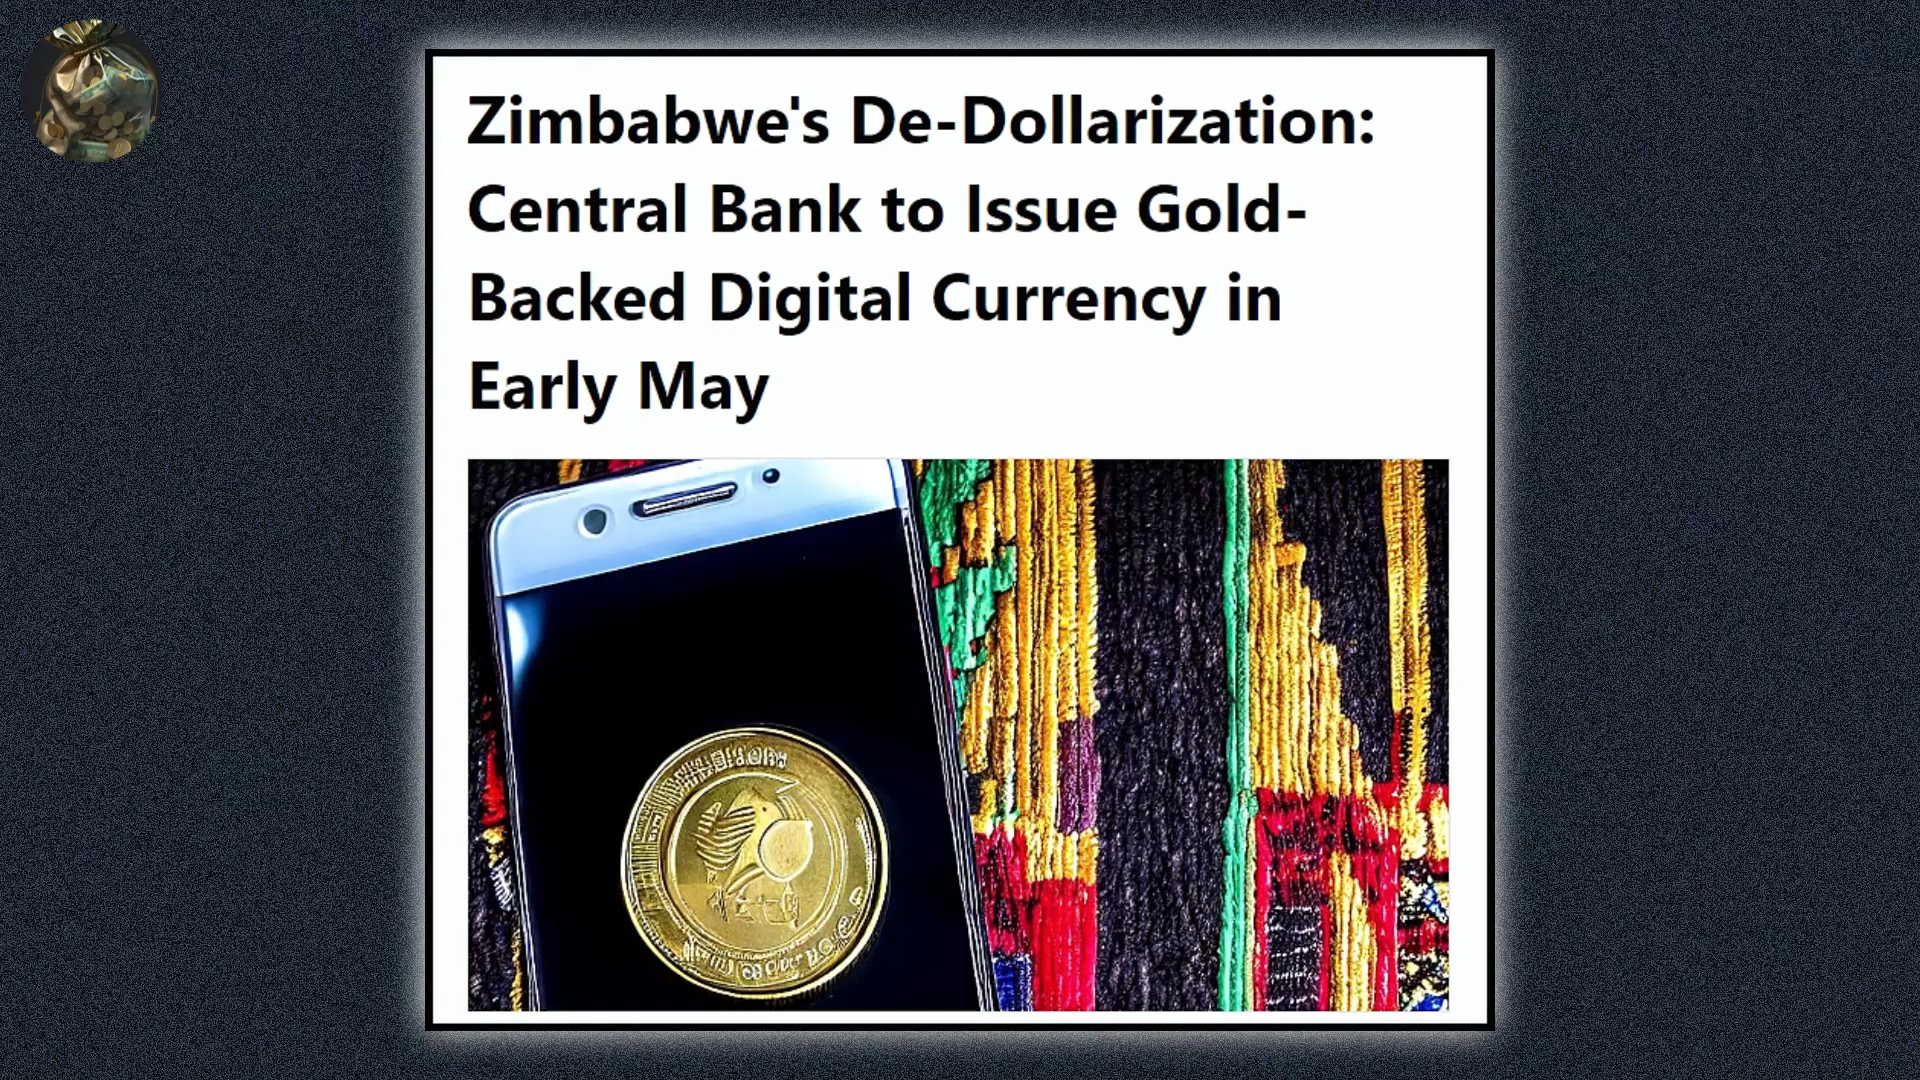 Zimbabwe's De-Dollarization:
Central Bank to Issue Gold-
Backed Digital Currency in
Early May